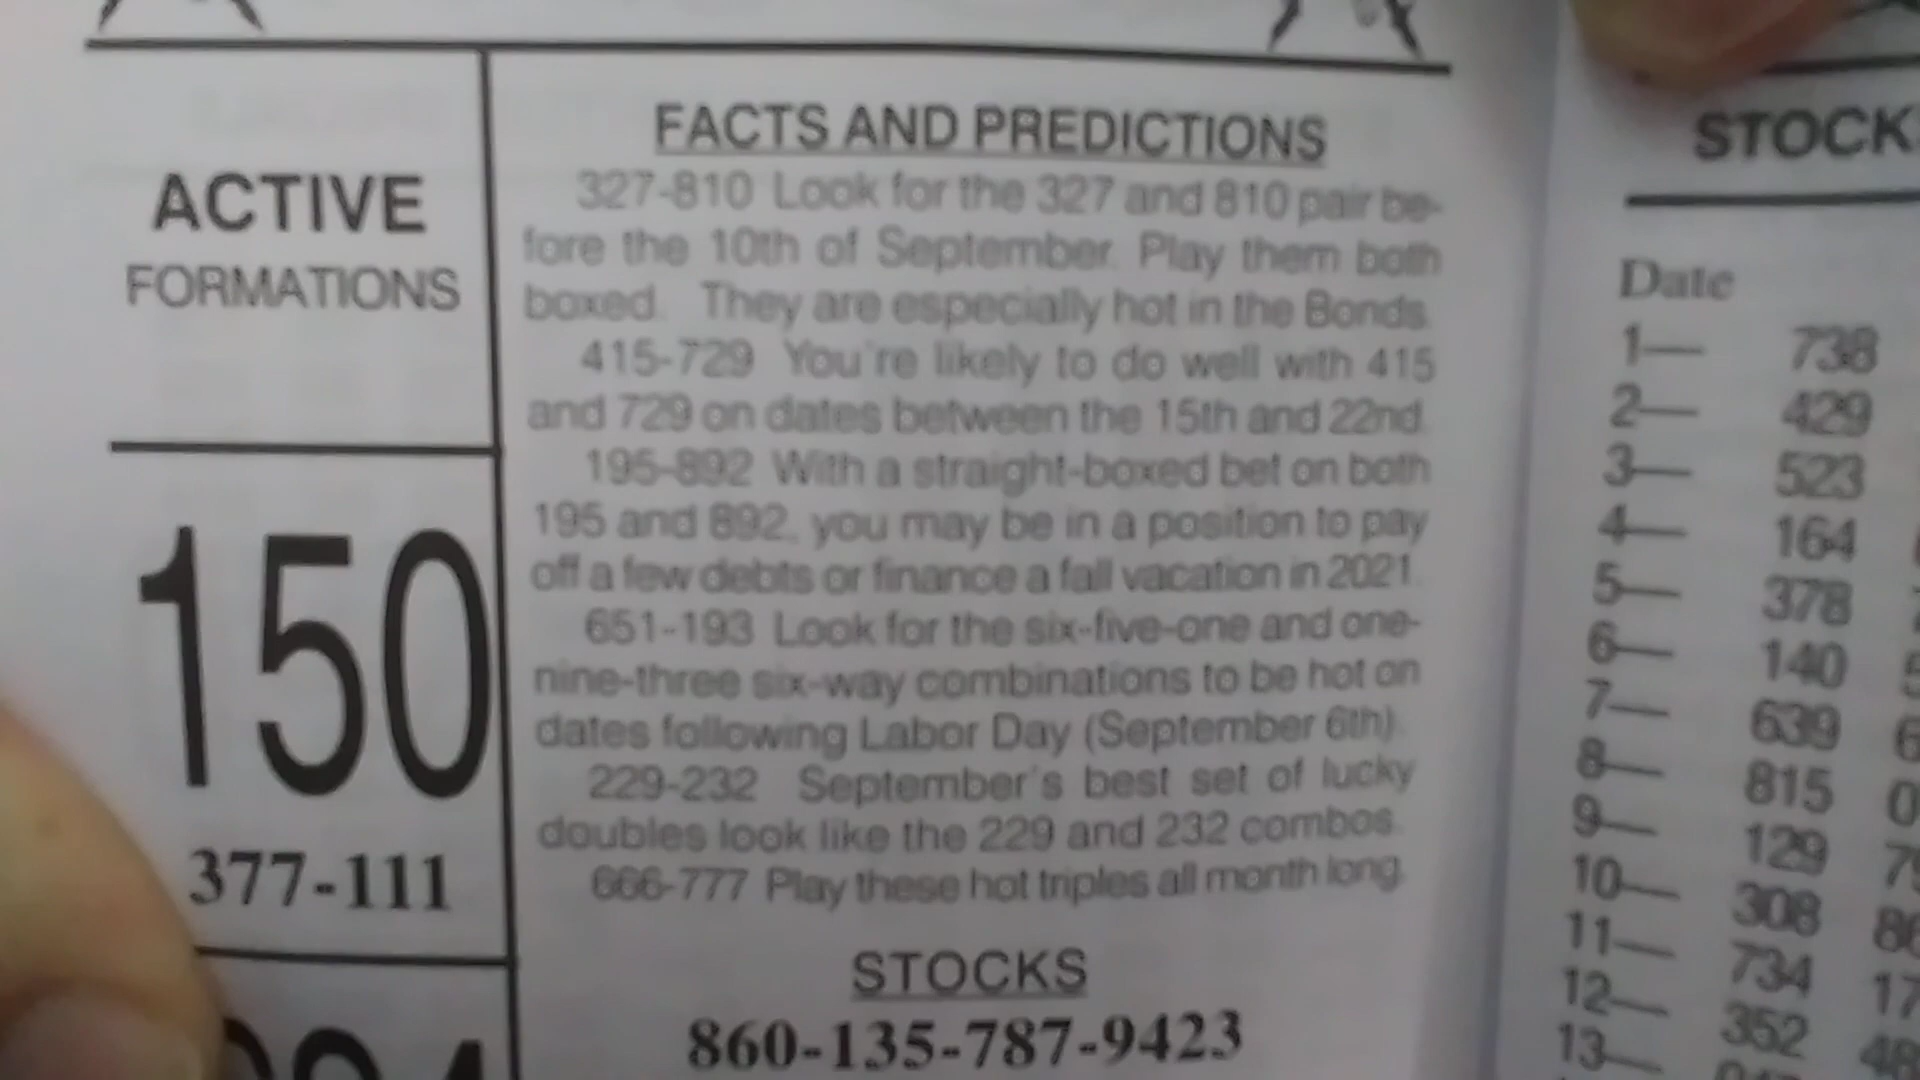 ACTIVE
FORMATIONS
150
377-111
FACTS AND PREDICTIONS
327-810 Look for the 327 and 810 pair be-
fore the 10th of September. Play them both
boxed. They are especially hot in the Bonds.
415-729 You're likely to do well with 415
and 729 on dates between the 15th and 22nd.
195-892 With a straight-boxed bet on both
195 and 892, you may be in a position to pay
off a few debts or finance a fall vacation in 2021.
651-193 Look for the six-five-one and one-
nine-three six-way combinations to be hot on
dates following Labor Day (September 6th).
229-232 September's best set of lucky
doubles look like the 229 and 232 combos.
666-777 Play these hot triples all month long.
STOCKS
860-135-787-9423
STOCK
Date
1— 738
2— 429
3— 523
4— 164
5— 378
6— 140
7— 639
8— 815
9— 129
10— 308
11— 734
12— 352
13—